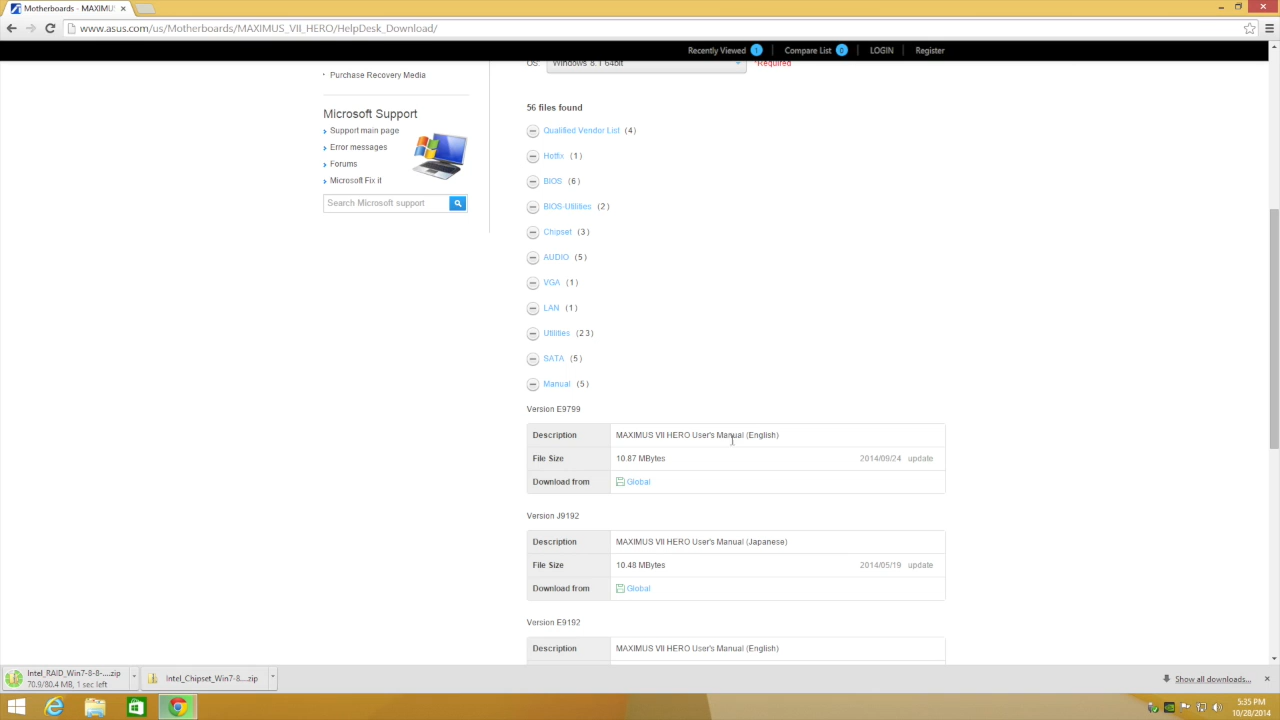 Motherboards - MAXIMUS
www.asus.com/us/Motherboards/MAXIMUS_VII_HERO/HelpDesk_Download/
Recently Viewed 1 Compare List 0 LOGIN Register
Purchase Recovery Media
Microsoft Support
Support main page
Error messages
Forums
Microsoft Fix it
Search Microsoft support
OS: Windows 8.1 64bit *Required
56 files found
Qualified Vendor List (4)
Hotfix (1)
BIOS (6)
BIOS-Utilities (2)
Chipset (3)
AUDIO (5)
VGA (1)
LAN (1)
Utilities (23)
SATA (5)
Manual (5)
Version E9799
Description MAXIMUS VII HERO User's Manual (English)
File Size 10.87 MBytes 2014/09/24 update
Download from Global
Version J9192
Description MAXIMUS VII HERO User's Manual (Japanese)
File Size 10.48 MBytes 2014/05/19 update
Download from Global
Version E9192
Description MAXIMUS VII HERO User's Manual (English)
Intel_RAID_Win7-8-8-....zip
70.9/80.4 MB, 1 sec left
Intel_Chipset_Win7-8....zip
Show all downloads...
5:35 PM
10/28/2014